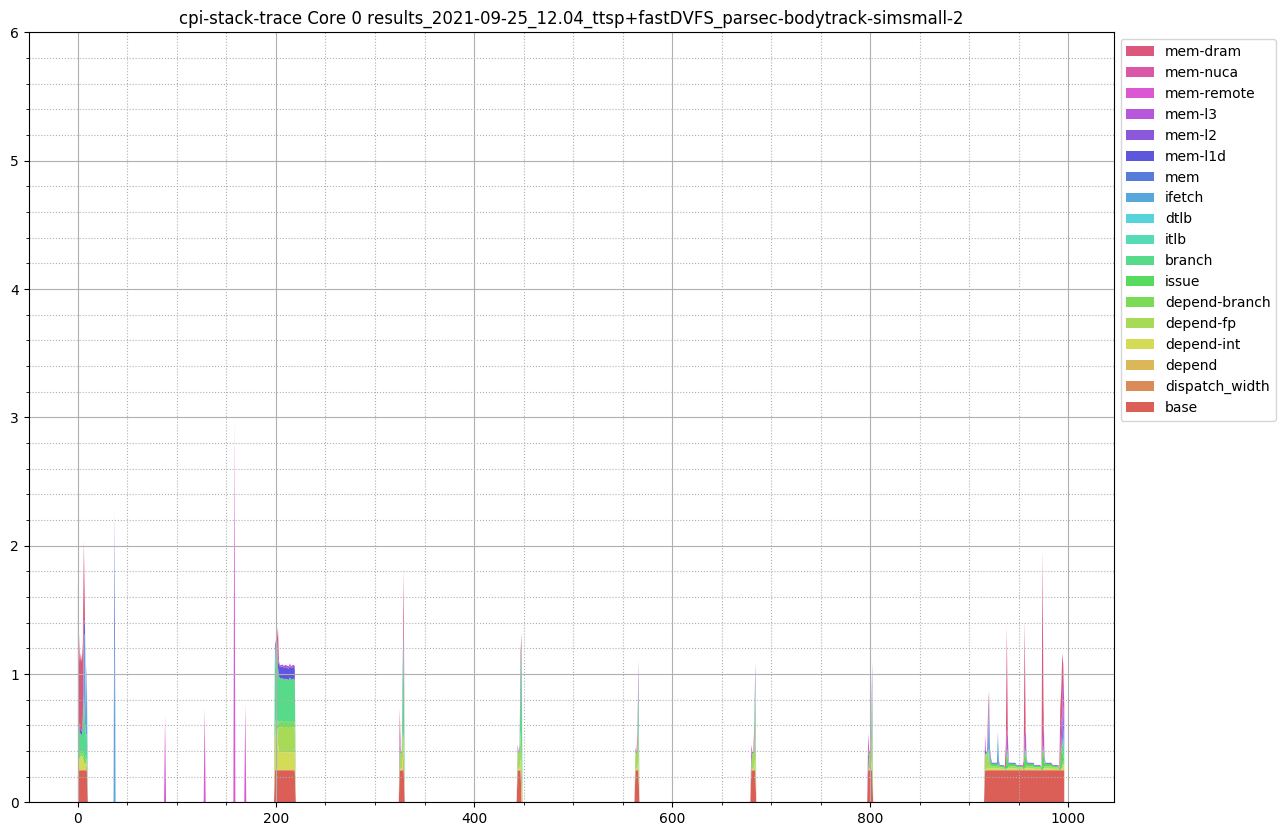 cpi-stack-trace Core 0 results_2021-09-25_12.04_ttsp+fastDVFS_parsec-bodytrack-simsmall-2
6
5
4
3
2
1
0
0 200 400 600 800 1000
mem-dram
mem-nuca
mem-remote
mem-l3
mem-l2
mem-l1d
mem
ifetch
dtlb
itlb
branch
issue
depend-branch
depend-fp
depend-int
depend
dispatch_width
base